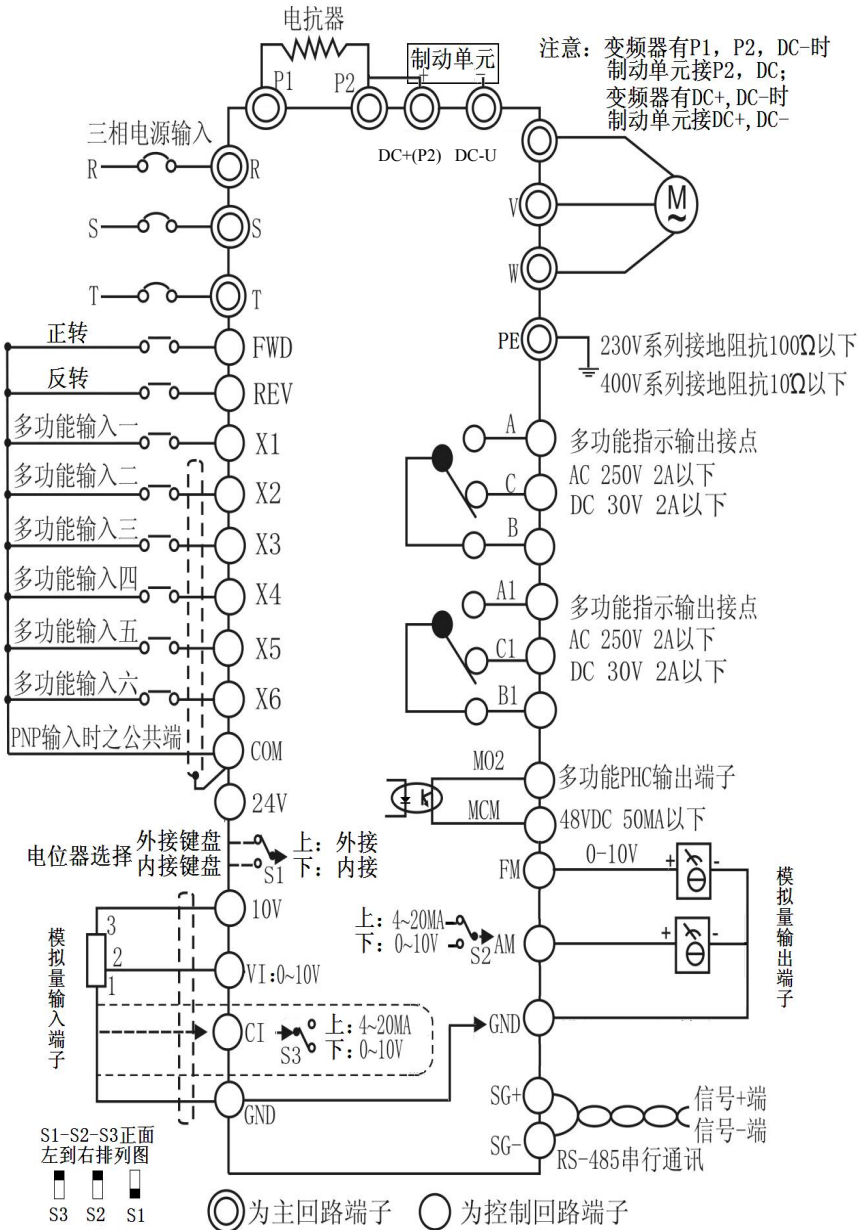 电抗器
制动单元
+ -
P1
P2
注意：变频器有P1, P2, DC-时
制动单元接P2, DC;
变频器有DC+,DC-时
制动单元接DC+,DC-
三相电源输入
DC+(P2) DC-U
R
R
S
S
T
T
V
W
M
~
PE
230V系列接地阻抗100Ω以下
400V系列接地阻抗10Ω以下
正转
FWD
反转
REV
多功能输入一
X1
多功能输入二
X2
多功能输入三
X3
多功能输入四
X4
多功能输入五
X5
多功能输入六
X6
PNP输入时之公共端
COM
24V
A
C
B
多功能指示输出接点
AC 250V 2A以下
DC 30V 2A以下
A1
C1
B1
多功能指示输出接点
AC 250V 2A以下
DC 30V 2A以下
MO2
MCM
多功能PHC输出端子
48VDC 50MA以下
电位器选择
外接键盘
内接键盘
S1
上：外接
下：内接
FM
0-10V
+ -
上：4~20MA
下：0~10V
S2
AM
+ -
模拟量输出端子
10V
3
2
1
模拟量输入端子
VI:0~10V
CI
S3
上：4~20MA
下：0~10V
GND
GND
SG+
SG-
信号+端
信号-端
RS-485串行通讯
S1-S2-S3正面
左到右排列图
S3 S2 S1
为主回路端子
为控制回路端子